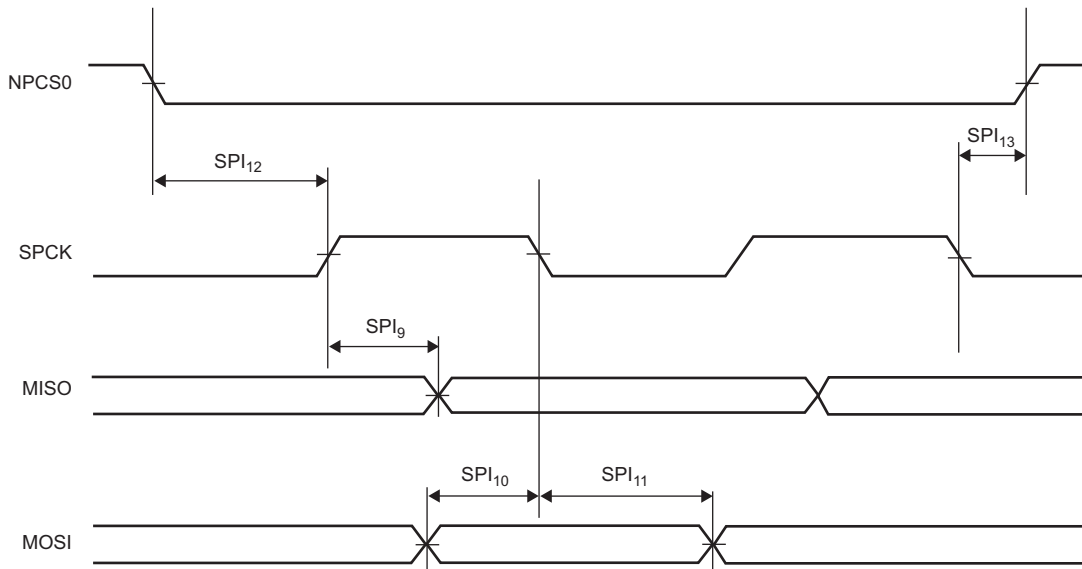 NPCS0
SPI₁₃
SPI₁₂
SPCK
SPI₉
MISO
SPI₁₀
SPI₁₁
MOSI